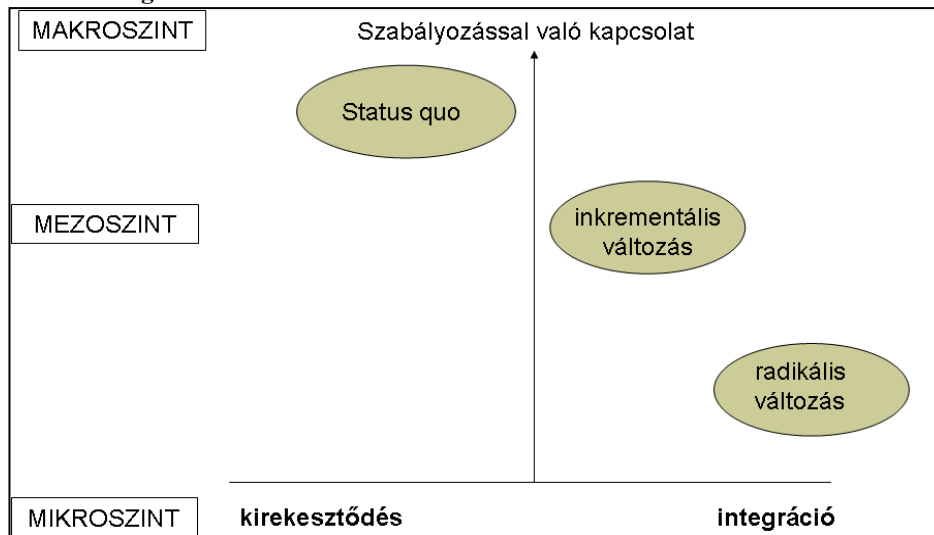 MAKROSZINT
Szabályozással való kapcsolat
Status quo
MEZOSZINT
inkrementális
változás
radikális
változás
MIKROSZINT
kirekesztődés
integráció